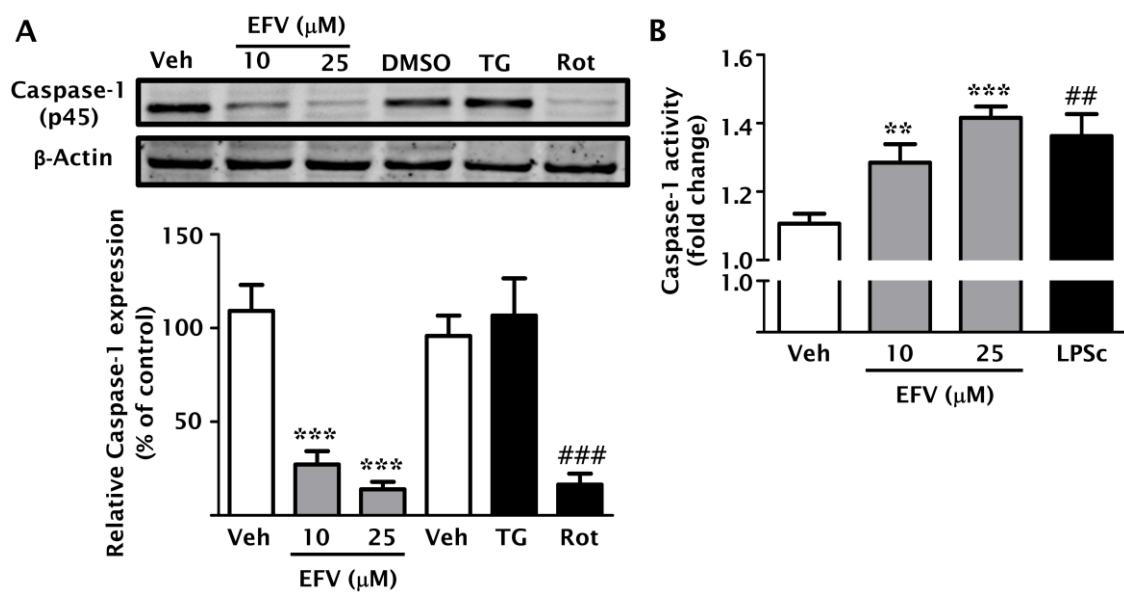 A
EFV (µM)
Veh 10 25 DMSO TG Rot
Caspase-1
(p45)
β-Actin
Relative Caspase-1 expression
(% of control)
150
100
50
***
***
###
Veh 10 25 Veh TG Rot
EFV (µM)
B
Caspase-1 activity
(fold change)
1.6
1.4
1.2
1.0
1.0
**
***
##
Veh 10 25 LPSc
EFV (µM)